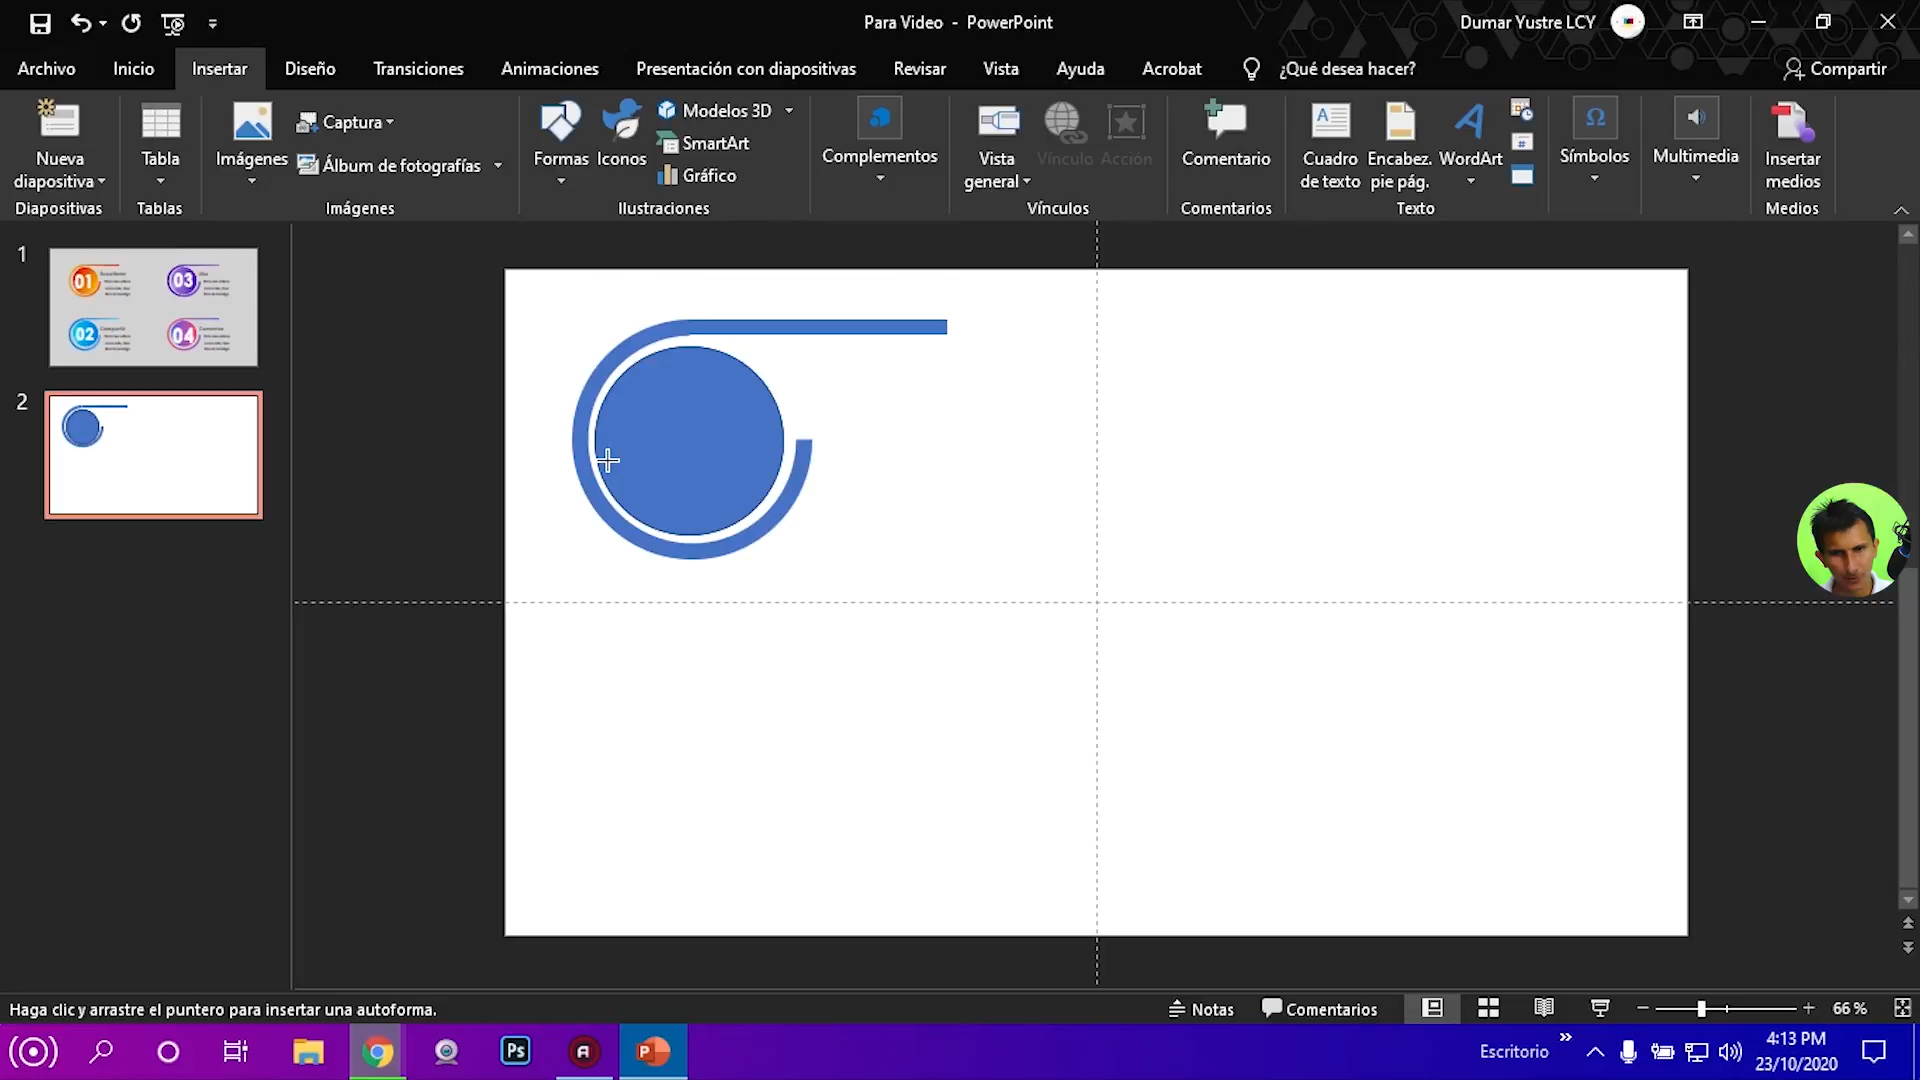 Para Video - PowerPoint
Dumar Yustre LCY
Archivo
Inicio
Insertar
Diseño
Transiciones
Animaciones
Presentación con diapositivas
Revisar
Vista
Ayuda
Acrobat
¿Qué desea hacer?
Compartir
Nueva
diapositiva
Diapositivas
Tabla
Tablas
Imágenes
Captura
Álbum de fotografías
Imágenes
Formas
Iconos
Modelos 3D
SmartArt
Gráfico
Ilustraciones
Complementos
Vista
general
Vínculo
Acción
Vínculos
Comentario
Comentarios
Cuadro
de texto
Encabez.
pie pág.
WordArt
Texto
Símbolos
Multimedia
Insertar
medios
Medios
1
01
03
02
04
2
Haga clic y arrastre el puntero para insertar una autoforma.
Notas
Comentarios
66 %
Ps
Escritorio
4:13 PM
23/10/2020